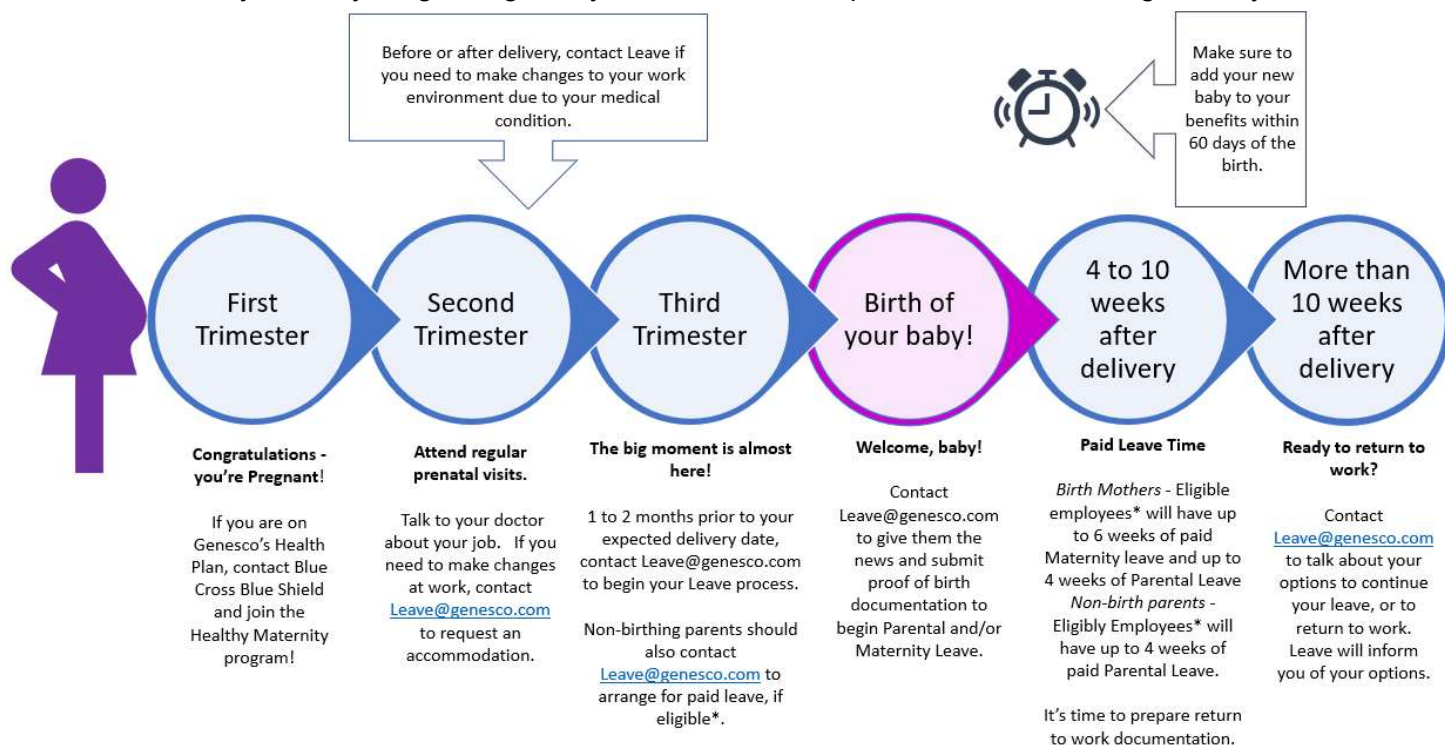 Before or after delivery, contact Leave if
you need to make changes to your work
environment due to your medical
condition.
Make sure to
add your new
baby to your
benefits within
60 days of the
birth.
First
Trimester
Second
Trimester
Third
Trimester
Birth of
your baby!
4 to 10
weeks
after
delivery
More than
10 weeks
after
delivery
Congratulations -
you're Pregnant!
If you are on
Genesco's Health
Plan, contact Blue
Cross Blue Shield
and join the
Healthy Maternity
program!
Attend regular
prenatal visits.
Talk to your doctor
about your job. If you
need to make changes
at work, contact
Leave@genesco.com
to request an
accommodation.
The big moment is almost
here!
1 to 2 months prior to your
expected delivery date,
contact Leave@genesco.com
to begin your Leave process.
Non-birthing parents should
also contact
Leave@genesco.com to
arrange for paid leave, if
eligible*.
Welcome, baby!
Contact
Leave@genesco.com
to give them the
news and submit
proof of birth
documentation to
begin Parental and/or
Maternity Leave.
Paid Leave Time
Birth Mothers - Eligible
employees* will have up
to 6 weeks of paid
Maternity leave and up to
4 weeks of Parental Leave
Non-birth parents -
Eligibly Employees* will
have up to 4 weeks of
paid Parental Leave.
It's time to prepare return
to work documentation.
Ready to return to
work?
Contact
Leave@genesco.com
to talk about your
options to continue
your leave, or to
return to work.
Leave will inform
you of your options.